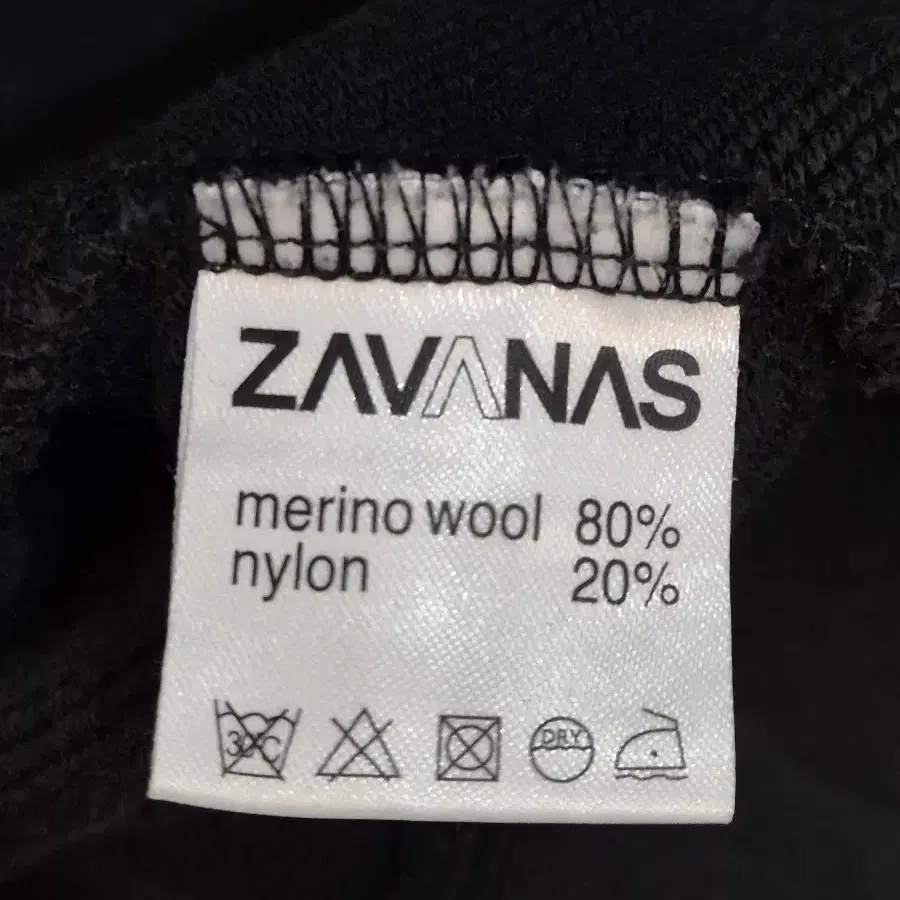 ZAVANAS
merino wool 80%
nylon 20%
30°C
DRY